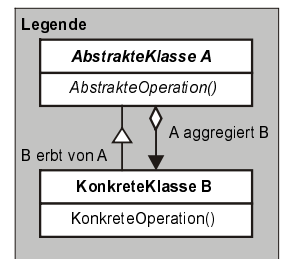 Legende
AbstrakteKlasse A
AbstrakteOperation()
A aggregiert B
B erbt von A
KonkreteKlasse B
KonkreteOperation()